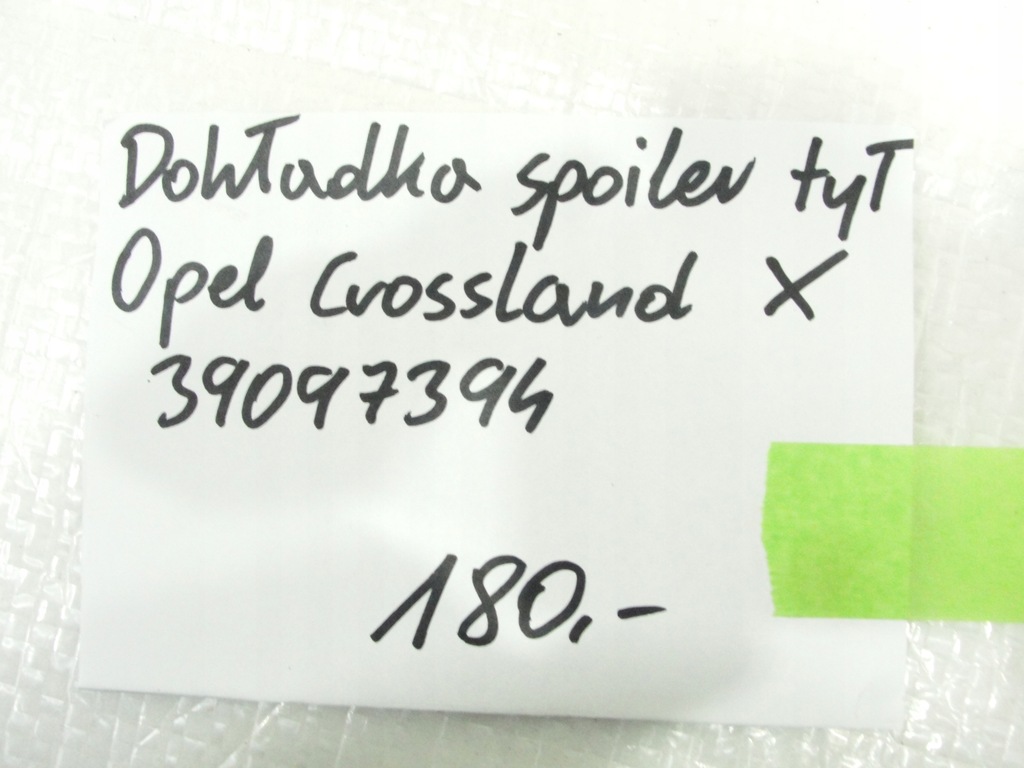 Dokładka spoiler tył
Opel Crossland X
39097394
180,-